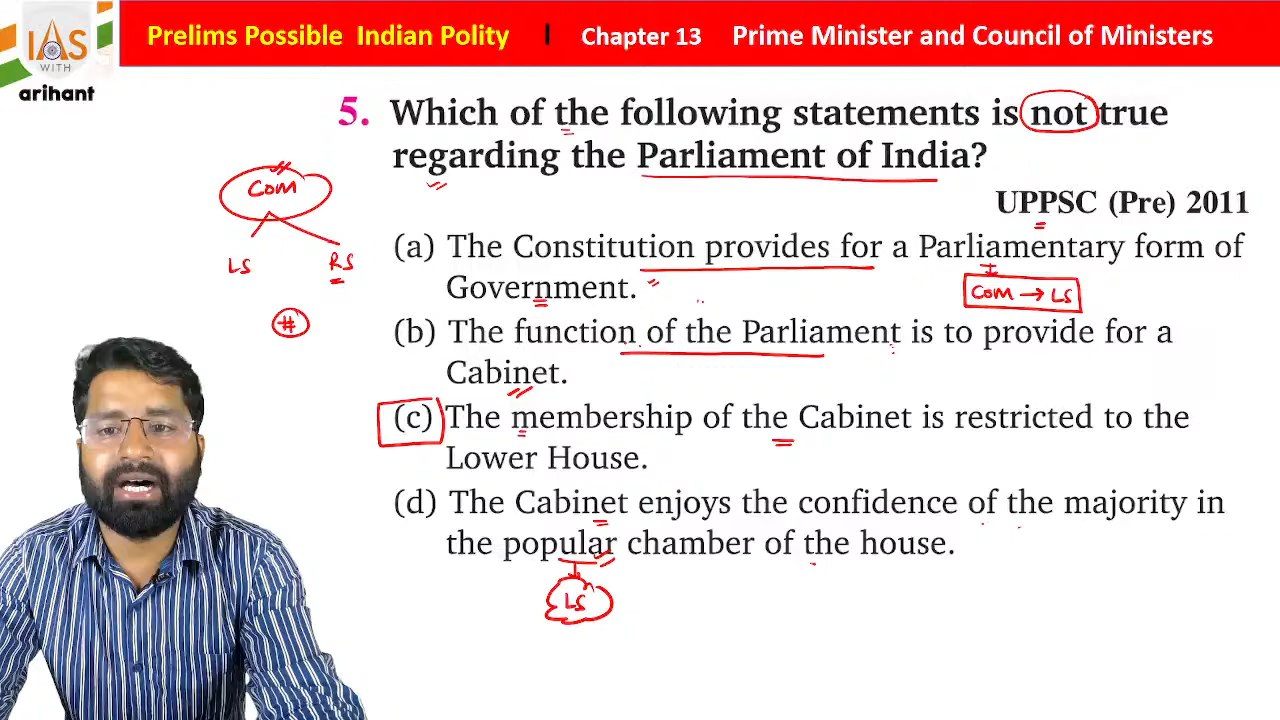 IAS
WITH
arihant
Prelims Possible Indian Polity | Chapter 13 Prime Minister and Council of Ministers
5. Which of the following statements is not true
regarding the Parliament of India?
UPPSC (Pre) 2011
COM
LS RS
#
(a) The Constitution provides for a Parliamentary form of
Government.
COM → LS
(b) The function of the Parliament is to provide for a
Cabinet.
(c) The membership of the Cabinet is restricted to the
Lower House.
(d) The Cabinet enjoys the confidence of the majority in
the popular chamber of the house.
LS